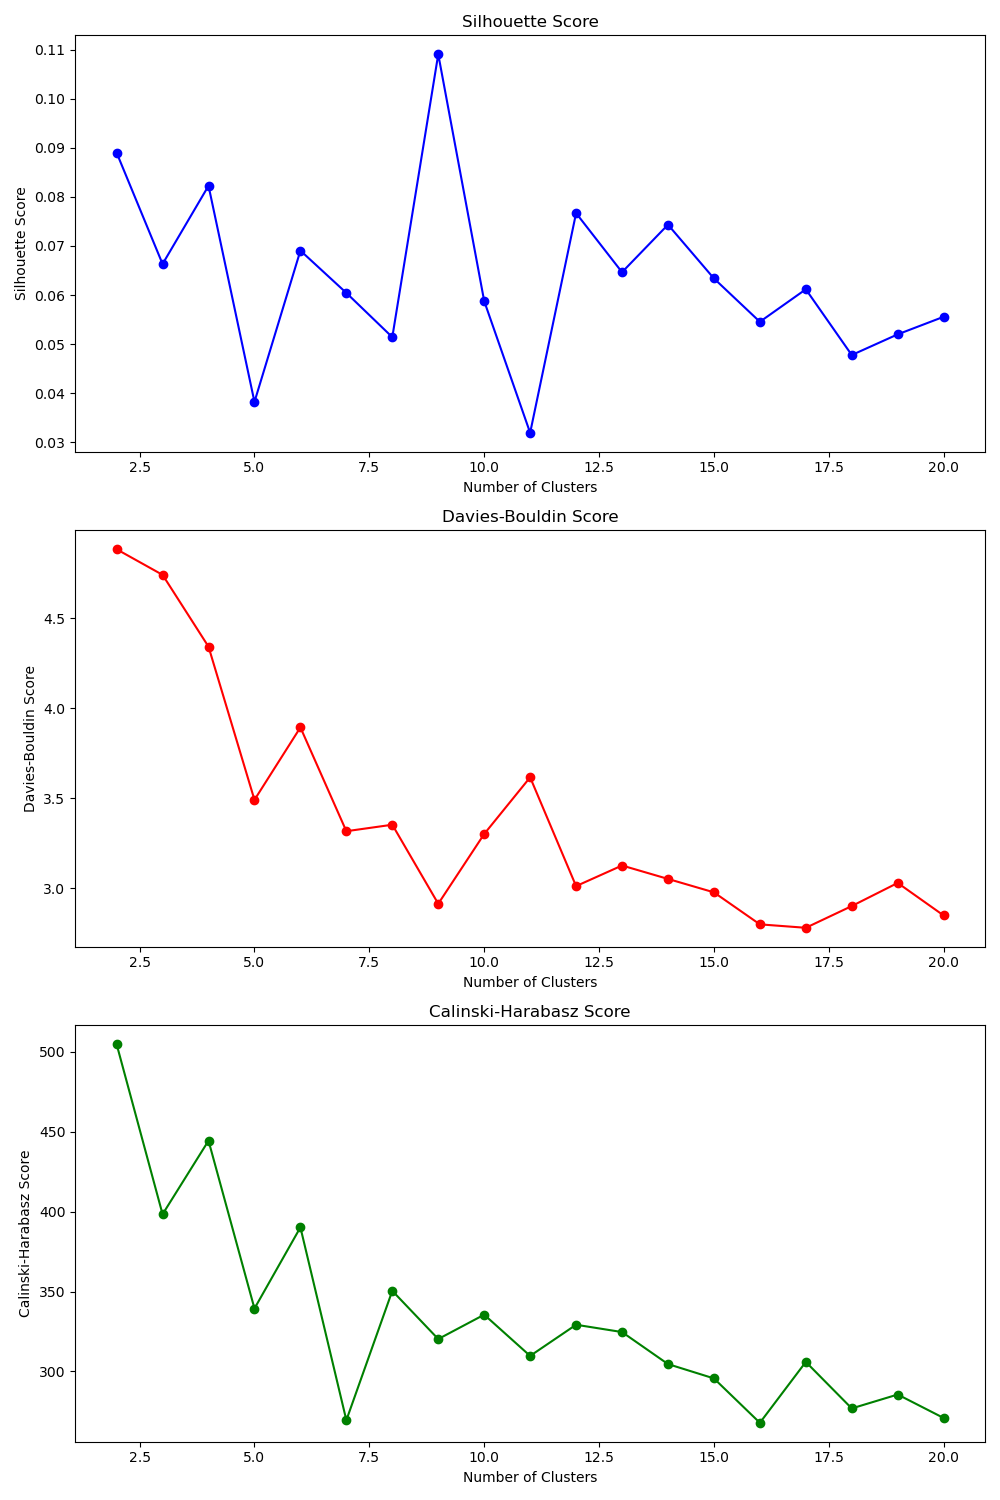 Silhouette Score
Silhouette Score
0.11
0.10
0.09
0.08
0.07
0.06
0.05
0.04
0.03
2.5 5.0 7.5 10.0 12.5 15.0 17.5 20.0
Number of Clusters
Davies-Bouldin Score
Davies-Bouldin Score
4.5
4.0
3.5
3.0
2.5 5.0 7.5 10.0 12.5 15.0 17.5 20.0
Number of Clusters
Calinski-Harabasz Score
Calinski-Harabasz Score
500
450
400
350
300
2.5 5.0 7.5 10.0 12.5 15.0 17.5 20.0
Number of Clusters